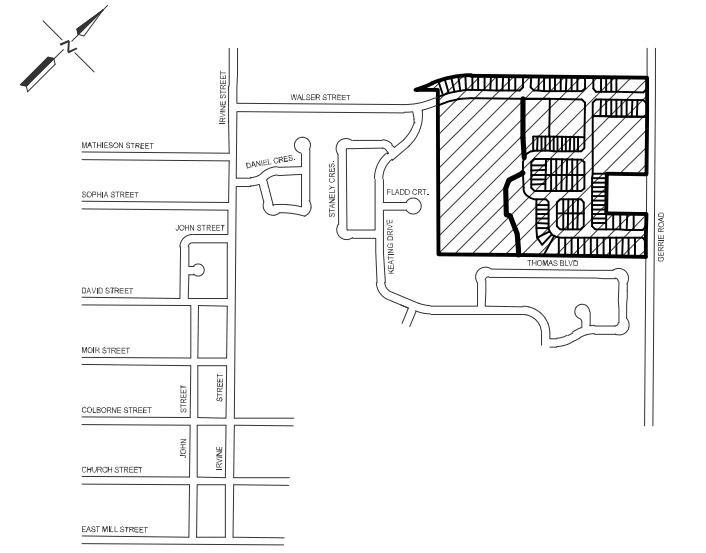 N
WALSER STREET
IRVINE STREET
MATHIESON STREET
DANIEL CRES.
STANELY CRES.
SOPHIA STREET
FLADD CRT.
JOHN STREET
KEATING DRIVE
GERRIE ROAD
THOMAS BLVD
DAVID STREET
MOIR STREET
JOHN STREET
IRVINE STREET
COLBORNE STREET
CHURCH STREET
EAST MILL STREET